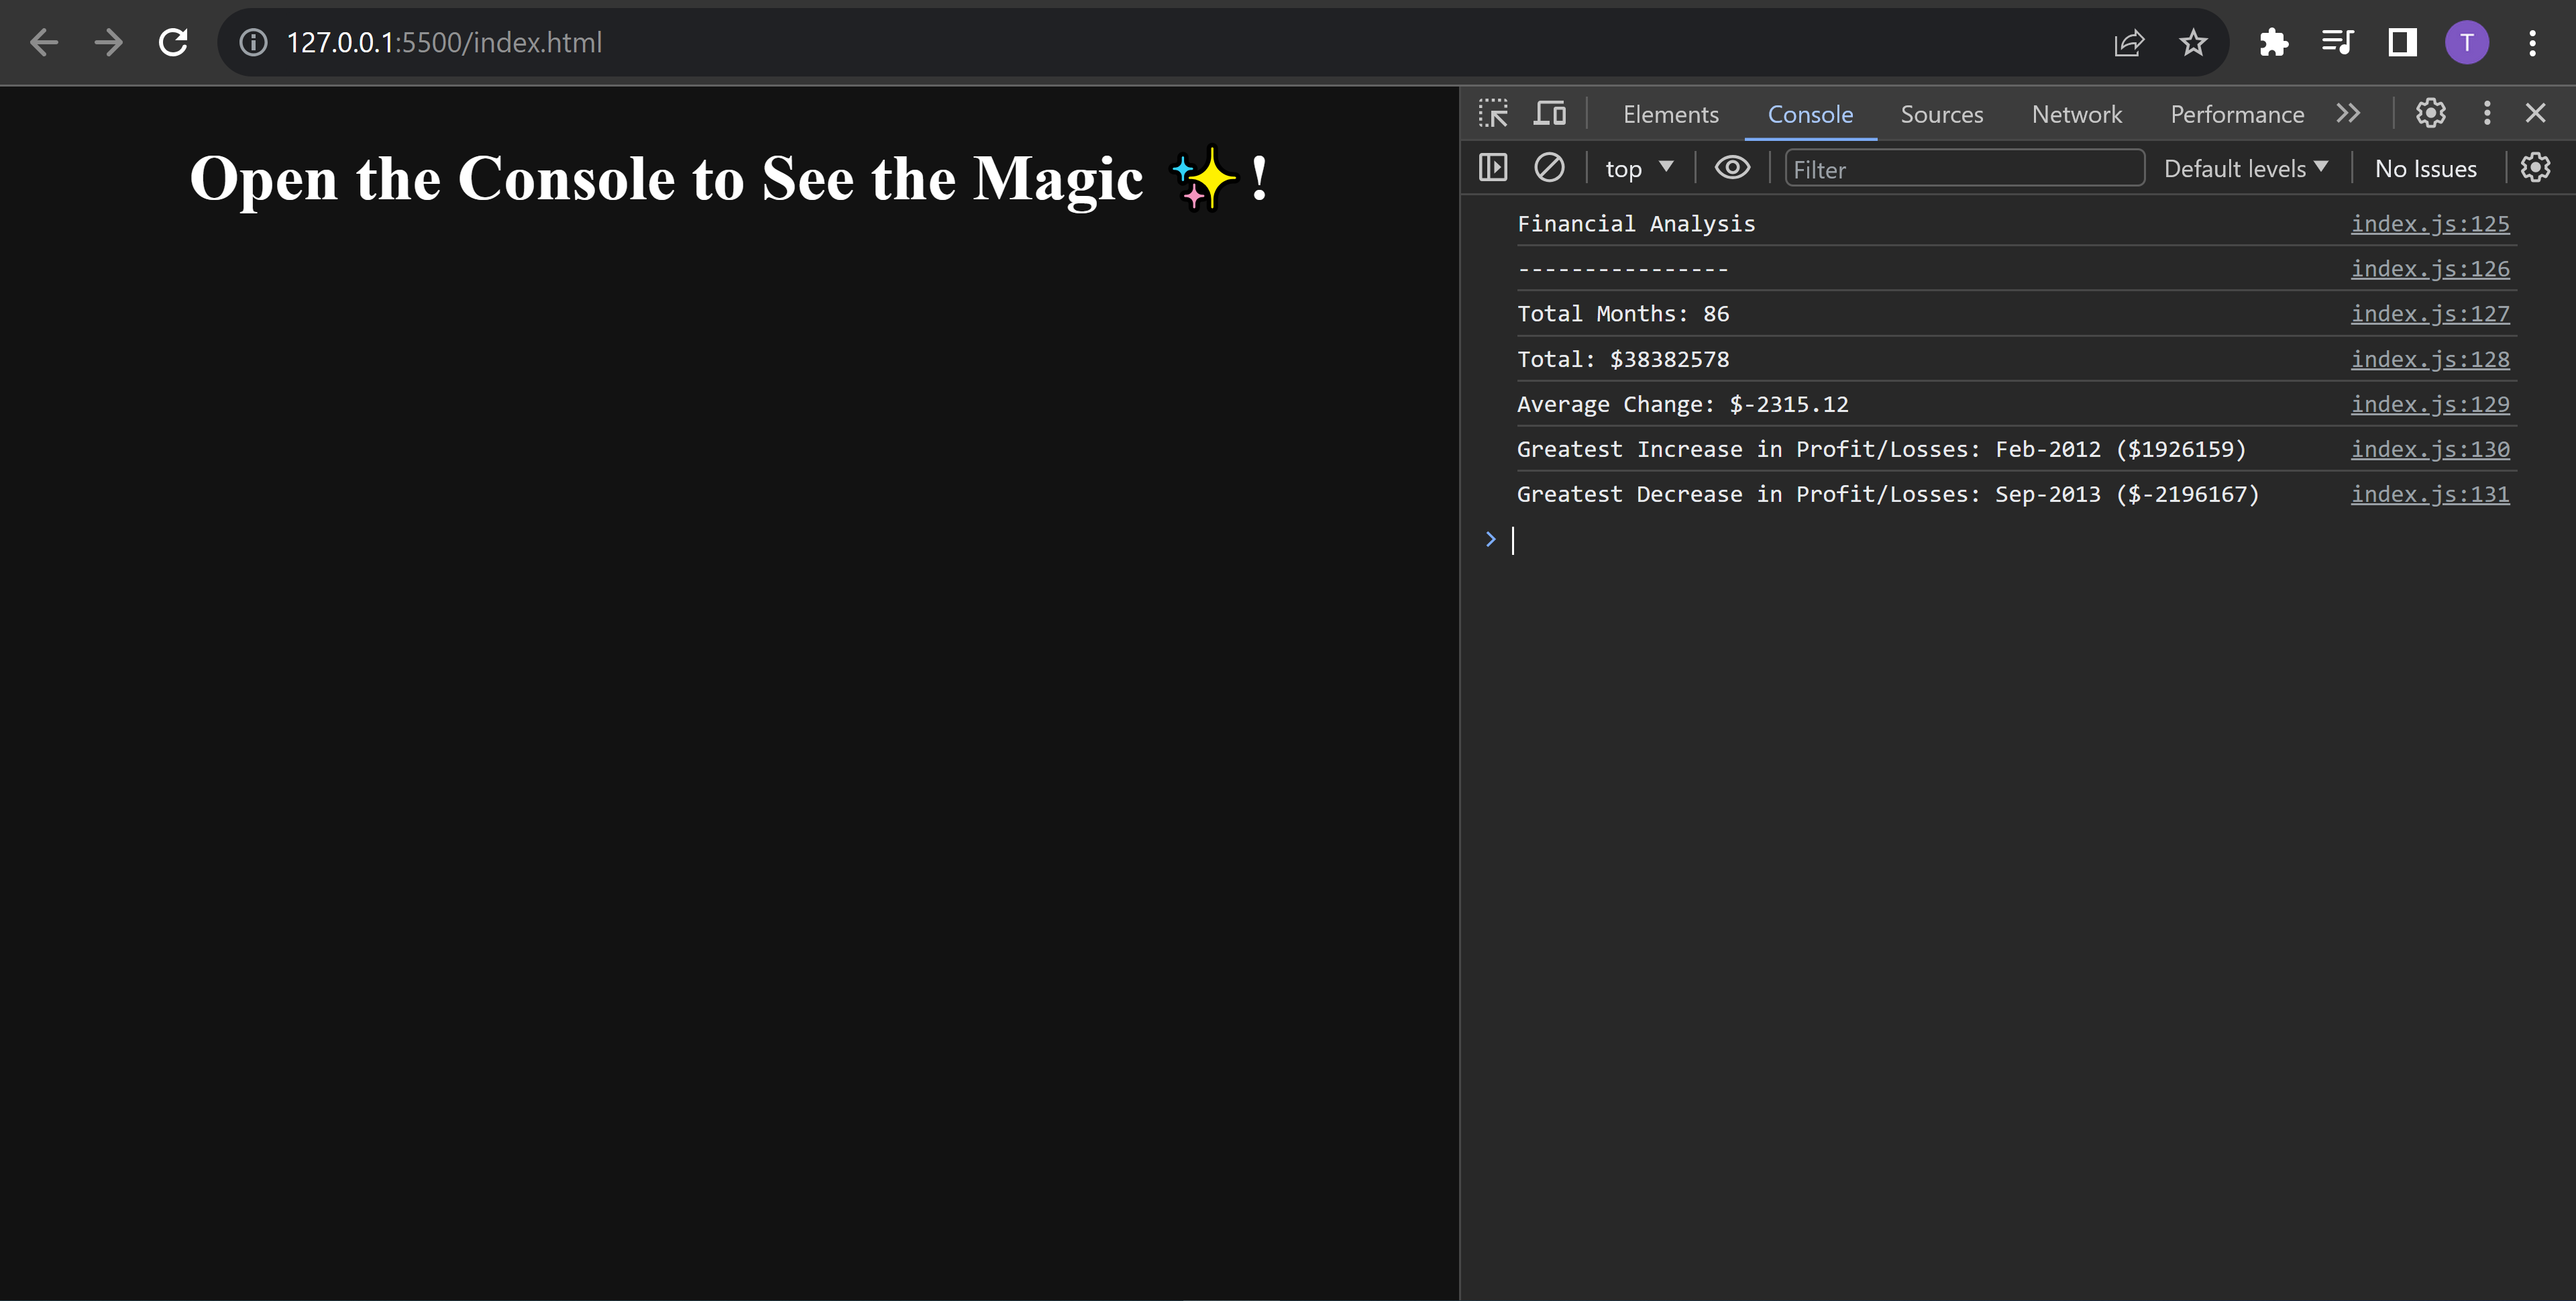 127.0.0.1:5500/index.html
T
Open the Console to See the Magic ✨!
Elements Console Sources Network Performance
top Filter Default levels No Issues
Financial Analysis index.js:125
---------------- index.js:126
Total Months: 86 index.js:127
Total: $38382578 index.js:128
Average Change: $-2315.12 index.js:129
Greatest Increase in Profit/Losses: Feb-2012 ($1926159) index.js:130
Greatest Decrease in Profit/Losses: Sep-2013 ($-2196167) index.js:131